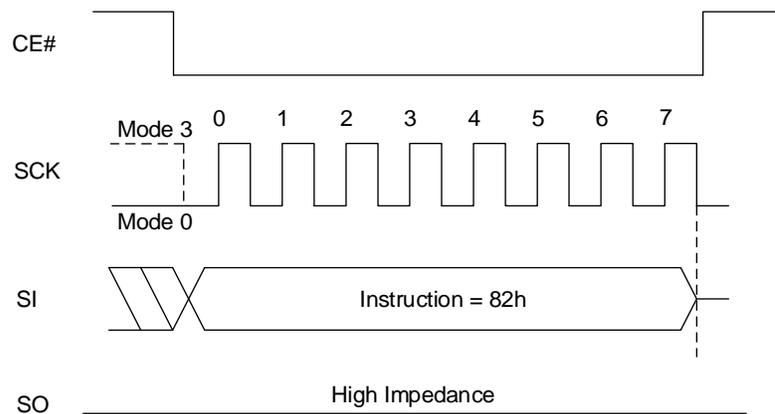 CE#
0 1 2 3 4 5 6 7
Mode 3
SCK
Mode 0
SI
Instruction = 82h
SO
High Impedance